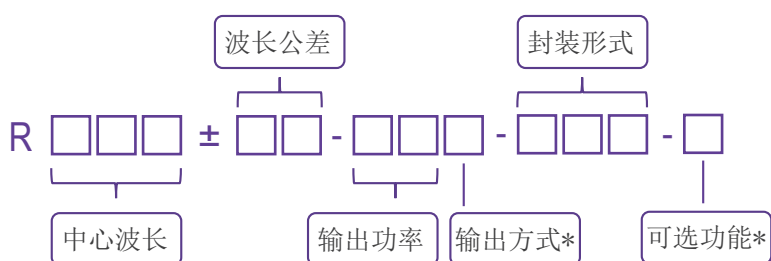 波长公差 封装形式
R □□□ ± □□ - □□□ - □□□ - □
中心波长 输出功率 输出方式* 可选功能*